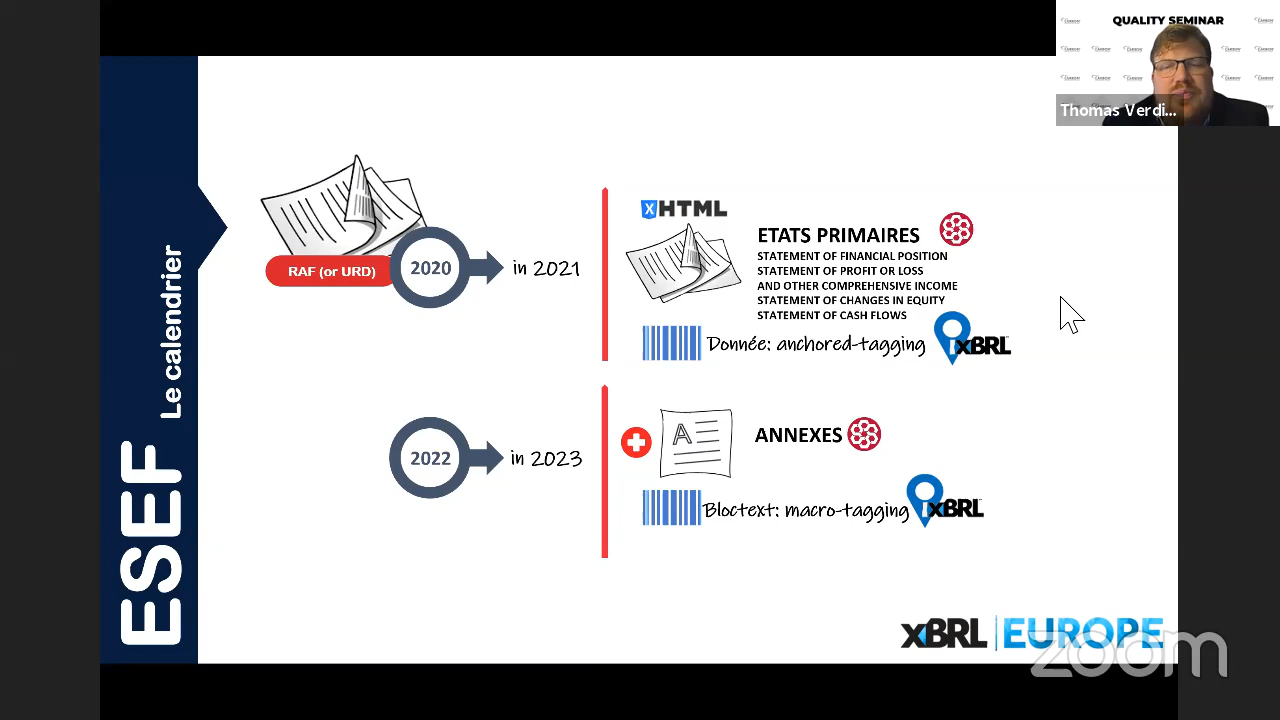 QUALITY SEMINAR
Thomas Verdi...
ESEF Le calendrier
RAF (or URD)
2020
in 2021
XHTML
ETATS PRIMAIRES
STATEMENT OF FINANCIAL POSITION
STATEMENT OF PROFIT OR LOSS
AND OTHER COMPREHENSIVE INCOME
STATEMENT OF CHANGES IN EQUITY
STATEMENT OF CASH FLOWS
Donnée: anchored-tagging
ixBRL
2022
in 2023
A
ANNEXES
Bloctext: macro-tagging
ixBRL
xBRL EUROPE
zoom